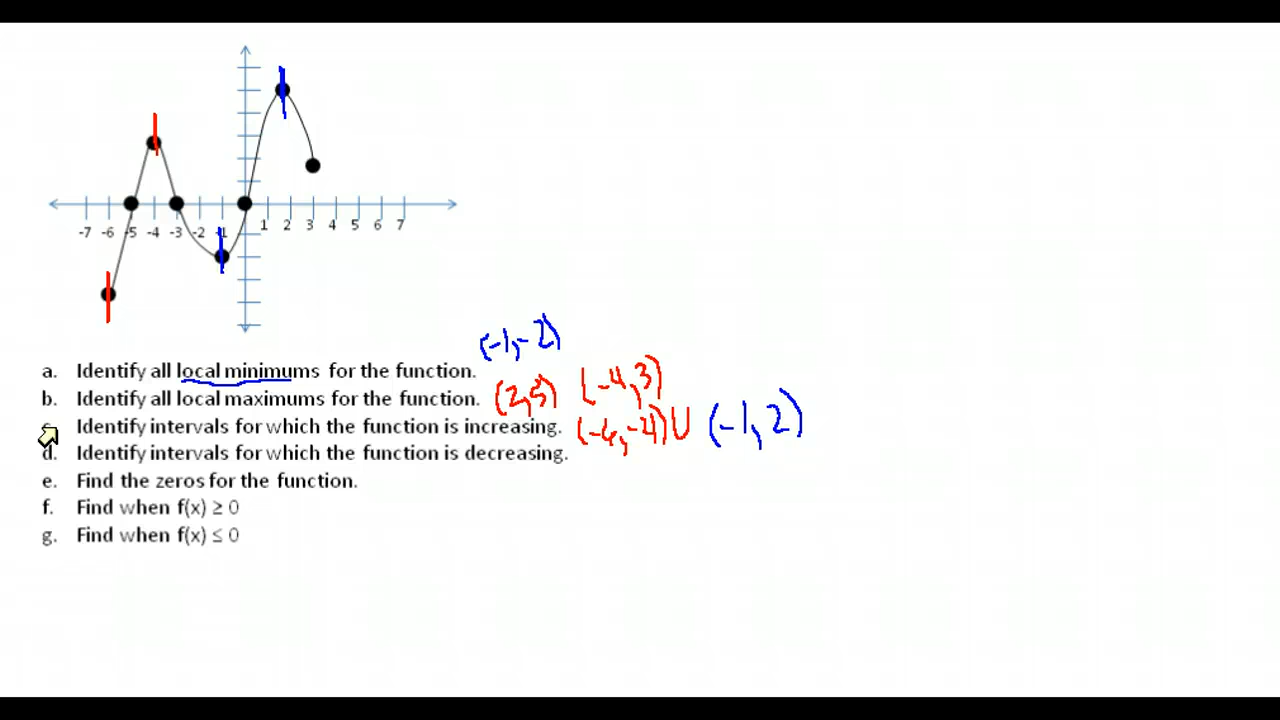 -7 -6 -5 -4 -3 -2 -1 1 2 3 4 5 6 7
(-1,-2)
a. Identify all local minimums for the function.
b. Identify all local maximums for the function. (2,5) (-4,3)
c. Identify intervals for which the function is increasing. (-6,-4)U (-1,2)
d. Identify intervals for which the function is decreasing.
e. Find the zeros for the function.
f. Find when f(x) ≥ 0
g. Find when f(x) ≤ 0